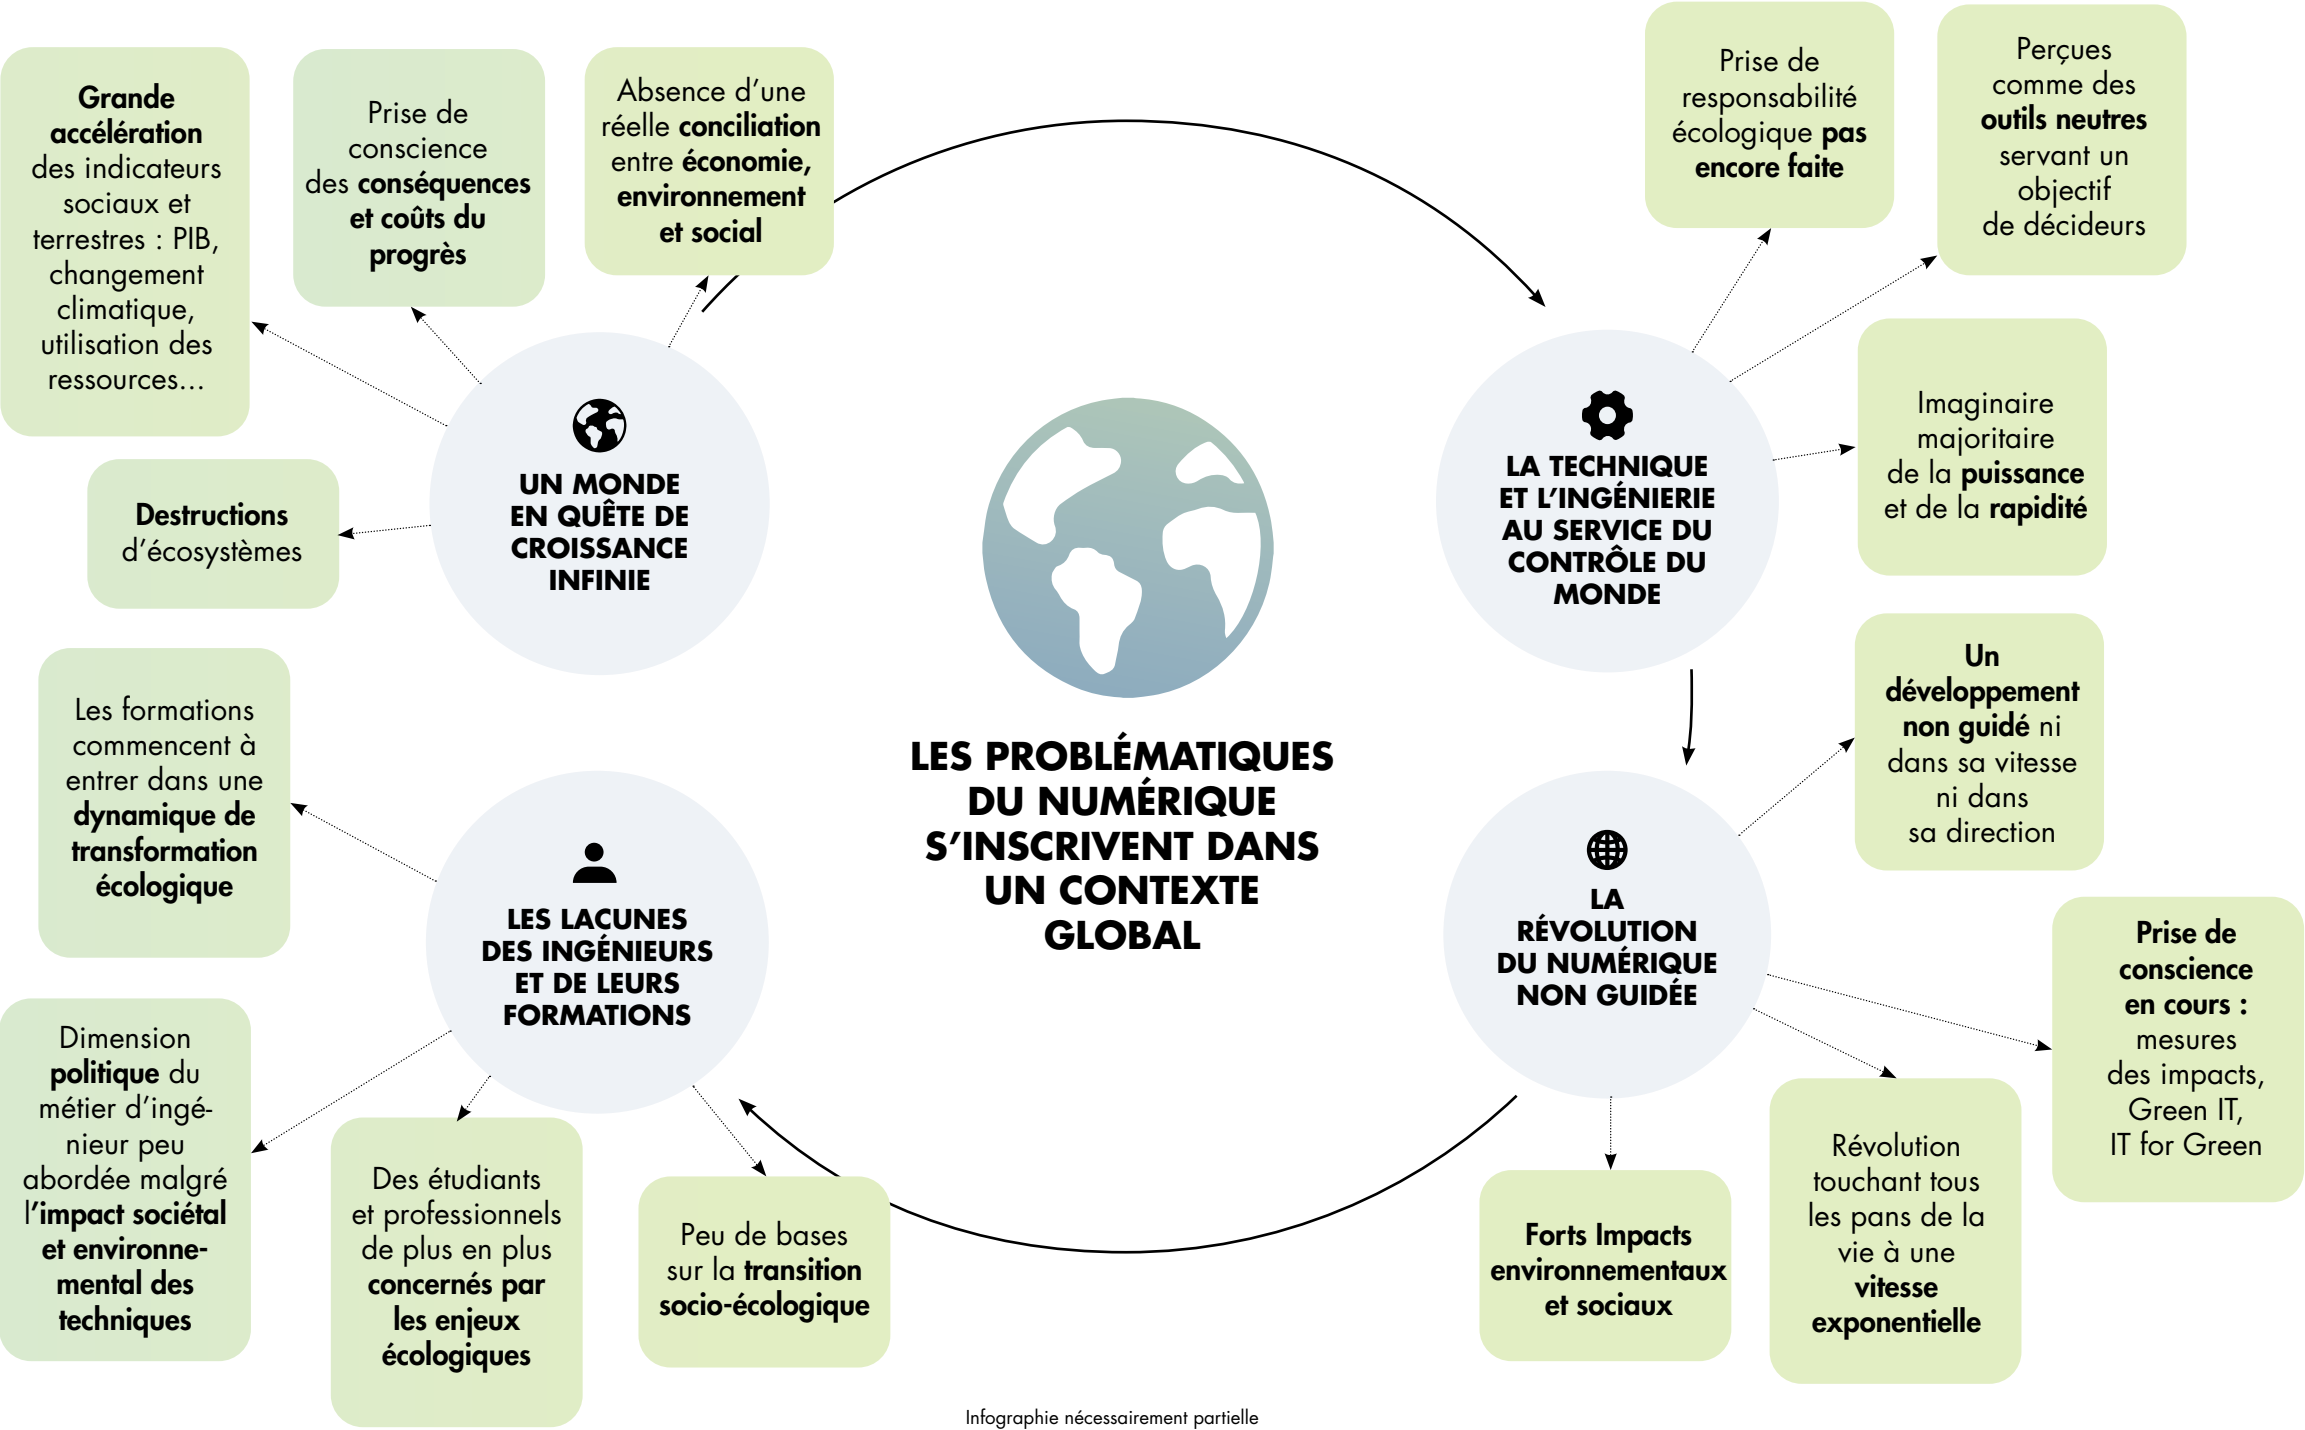 Grande
accélération
des indicateurs
sociaux et
terrestres : PIB,
changement
climatique,
utilisation des
ressources...
Prise de
conscience
des conséquences
et coûts du
progrès
Absence d’une
réelle conciliation
entre économie,
environnement
et social
Destructions
d’écosystèmes
UN MONDE
EN QUÊTE DE
CROISSANCE
INFINIE
Prise de
responsabilité
écologique pas
encore faite
Perçues
comme des
outils neutres
servant un
objectif
de décideurs
Imaginaire
majoritaire
de la puissance
et de la rapidité
LA TECHNIQUE
ET L’INGÉNIERIE
AU SERVICE DU
CONTRÔLE DU
MONDE
LES PROBLÉMATIQUES
DU NUMÉRIQUE
S’INSCRIVENT DANS
UN CONTEXTE
GLOBAL
Un
développement
non guidé ni
dans sa vitesse
ni dans
sa direction
LA
RÉVOLUTION
DU NUMÉRIQUE
NON GUIDÉE
Prise de
conscience
en cours :
mesures
des impacts,
Green IT,
IT for Green
Révolution
touchant tous
les pans de la
vie à une
vitesse
exponentielle
Forts Impacts
environnementaux
et sociaux
Les formations
commencent à
entrer dans une
dynamique de
transformation
écologique
LES LACUNES
DES INGÉNIEURS
ET DE LEURS
FORMATIONS
Dimension
politique du
métier d’ingé-
nieur peu
abordée malgré
l’impact sociétal
et environne-
mental des
techniques
Des étudiants
et professionnels
de plus en plus
concernés par
les enjeux
écologiques
Peu de bases
sur la transition
socio-écologique
Infographie nécessairement partielle